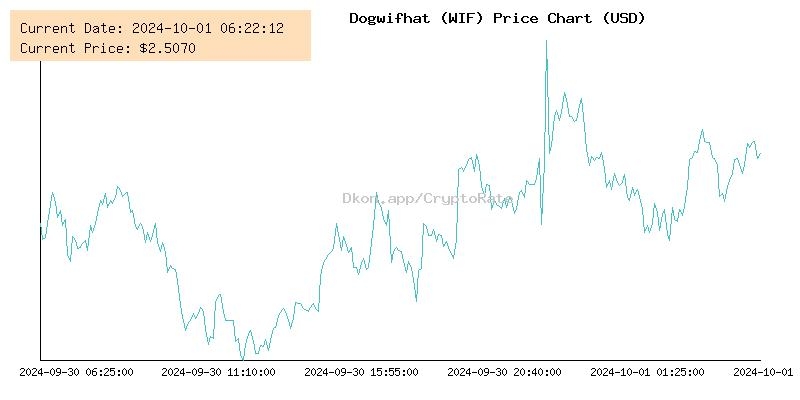 Dogwifhat (WIF) Price Chart (USD)
Current Date: 2024-10-01 06:22:12
Current Price: $2.5070
Dkon.app/CryptoRate
2024-09-30 06:25:00 2024-09-30 11:10:00 2024-09-30 15:55:00 2024-09-30 20:40:00 2024-10-01 01:25:00 2024-10-01